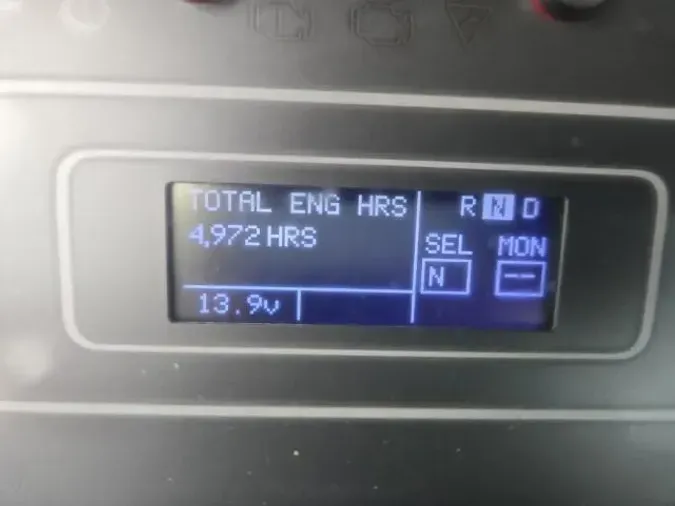 TOTAL ENG HRS
4,972 HRS
13.9v
R N D
SEL MON
N --